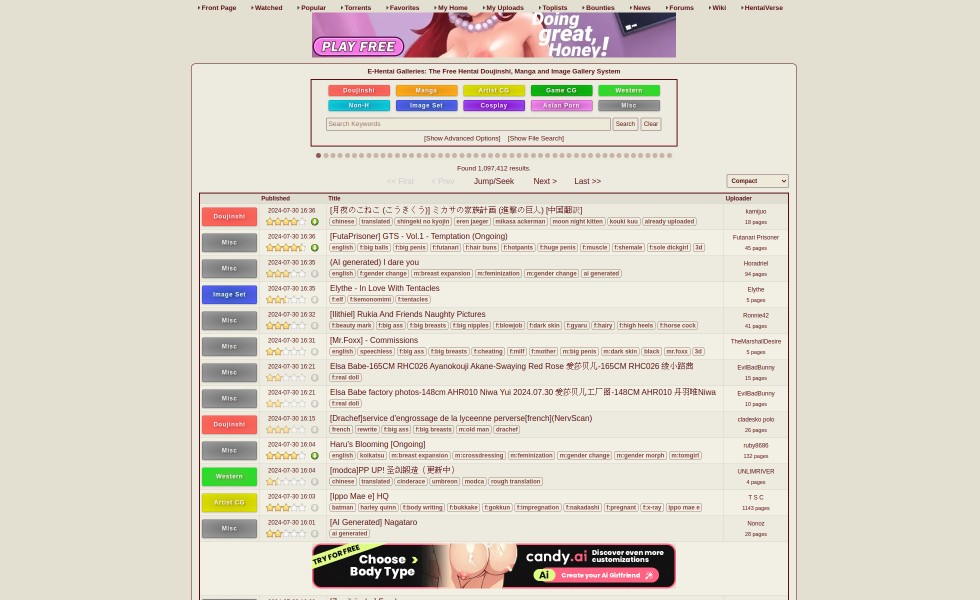 Front Page Watched Popular Torrents Favorites My Home My Uploads Toplists Bounties News Forums Wiki HentaiVerse
Doing
great,
Honey!
PLAY FREE
E-Hentai Galleries: The Free Hentai Doujinshi, Manga and Image Gallery System
Doujinshi Manga Artist CG Game CG Western
Non-H Image Set Cosplay Asian Porn Misc
Search Keywords Search Clear
[Show Advanced Options] [Show File Search]
Found 1,097,412 results.
<< First < Prev Jump/Seek Next > Last >> Compact
Published Title Uploader
Doujinshi 2024-07-30 16:36 [月夜のこねこ (こうきくう)] ミカサの家族計画 (進撃の巨人) [中国翻訳] kamijuo
chinese translated shingeki no kyojin eren jaeger mikasa ackerman moon night kitten kouki kuu already uploaded 18 pages
Misc 2024-07-30 16:36 [FutaPrisoner] GTS - Vol.1 - Temptation (Ongoing) Futanari Prisoner
english f:big balls f:big penis f:futanari f:hair buns f:hotpants f:huge penis f:muscle f:shemale f:sole dickgirl 3d 45 pages
Misc 2024-07-30 16:35 (AI generated) I dare you Horadriel
english f:gender change m:breast expansion m:feminization m:gender change ai generated 94 pages
Image Set 2024-07-30 16:35 Elythe - In Love With Tentacles Elythe
f:elf f:kemonomimi f:tentacles 5 pages
Misc 2024-07-30 16:32 [Ilithiel] Rukia And Friends Naughty Pictures Ronnie42
f:beauty mark f:big ass f:big breasts f:big nipples f:blowjob f:dark skin f:gyaru f:hairy f:high heels f:horse cock 41 pages
Misc 2024-07-30 16:31 [Mr.Foxx] - Commissions TheMarshallDesire
english speechless f:big ass f:big breasts f:cheating f:milf f:mother m:big penis m:dark skin black mr.foxx 3d 5 pages
Misc 2024-07-30 16:21 Elsa Babe-165CM RHC026 Ayanokouji Akane-Swaying Red Rose 爱莎贝儿-165CM RHC026 绫小路茜 EvilBadBunny
f:real doll 15 pages
Misc 2024-07-30 16:21 Elsa Babe factory photos-148cm AHR010 Niwa Yui 2024.07.30 爱莎贝儿工厂图-148CM AHR010 丹羽唯Niwa EvilBadBunny
f:real doll 10 pages
Doujinshi 2024-07-30 16:15 [Drachef]service d'engrossage de la lyceenne perverse[french](NervScan) cladesko polo
french rewrite f:big ass f:big breasts m:old man drachef 26 pages
Misc 2024-07-30 16:04 Haru's Blooming [Ongoing] ruby8686
english koikatsu m:breast expansion m:crossdressing m:feminization m:gender change m:gender morph m:tomgirl 132 pages
Western 2024-07-30 16:04 [modca]PP UP! 圣剑锻造（更新中） UNLIMRIVER
chinese translated cinderace umbreon modca rough translation 4 pages
Artist CG 2024-07-30 16:03 [Ippo Mae e] HQ T S C
batman harley quinn f:body writing f:bukkake f:gokkun f:impregnation f:nakadashi f:pregnant f:x-ray ippo mae e 1143 pages
Misc 2024-07-30 16:01 [AI Generated] Nagataro Noroz
ai generated 28 pages
TRY FOR FREE
Choose >
Body Type
candy.ai Discover even more
customizations
Ai Create your AI Girlfriend